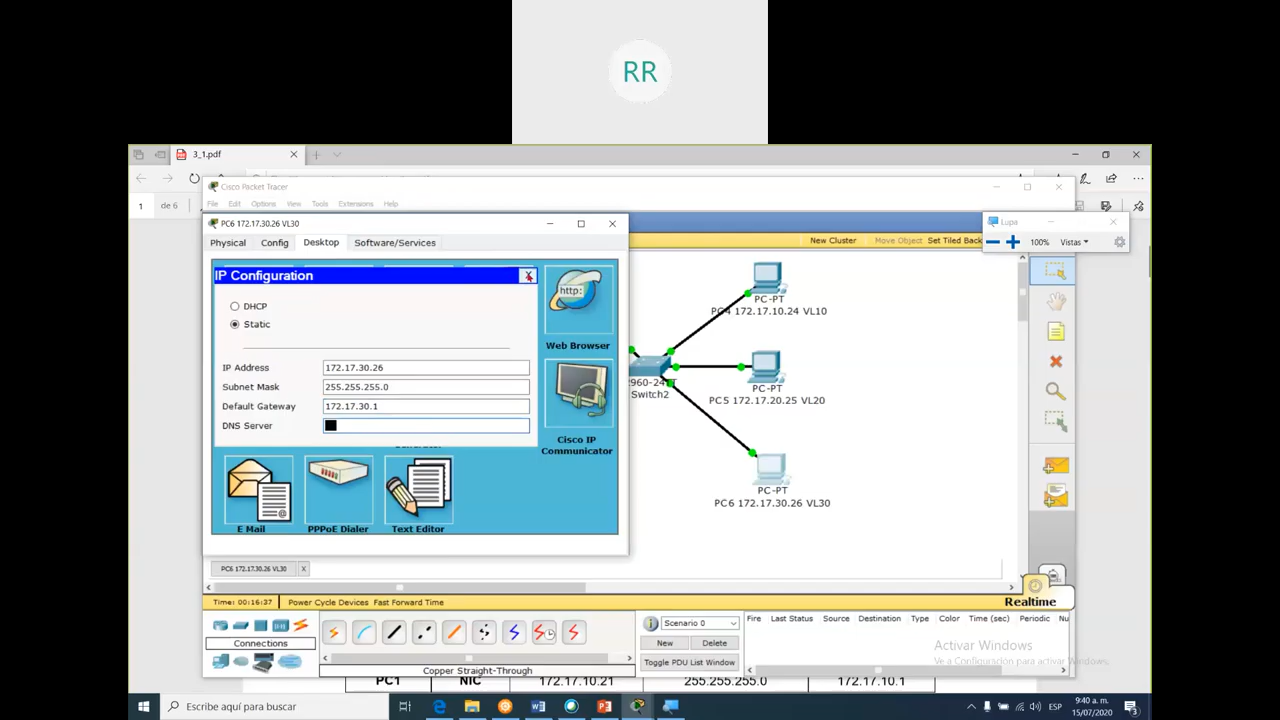 RR
3_1.pdf
1 de 6
Cisco Packet Tracer
File Edit Options View Tools Extensions Help
PC6 172.17.30.26 VL30
Physical Config Desktop Software/Services
IP Configuration
X
DHCP
Static
IP Address 172.17.30.26
Subnet Mask 255.255.255.0
Default Gateway 172.17.30.1
DNS Server
http:
Web Browser
Cisco IP
Communicator
E Mail PPPoE Dialer Text Editor
Lupa
100% Vistas
New Cluster Move Object Set Tiled Back
PC-PT
PC4 172.17.10.24 VL10
Switch2
PC-PT
PC5 172.17.20.25 VL20
PC-PT
PC6 172.17.30.26 VL30
PC6 172.17.30.26 VL30 X
Time: 00:16:37 Power Cycle Devices Fast Forward Time
Realtime
Connections
Copper Straight-Through
Scenario 0
New Delete
Toggle PDU List Window
Fire Last Status Source Destination Type Color Time (sec) Periodic Nu
Activar Windows
Ve a Configuración para activar Windows.
PC1 NIC 172.17.10.21 255.255.255.0 172.17.10.1
Escribe aquí para buscar
ESP
9:40 a. m.
15/07/2020
3